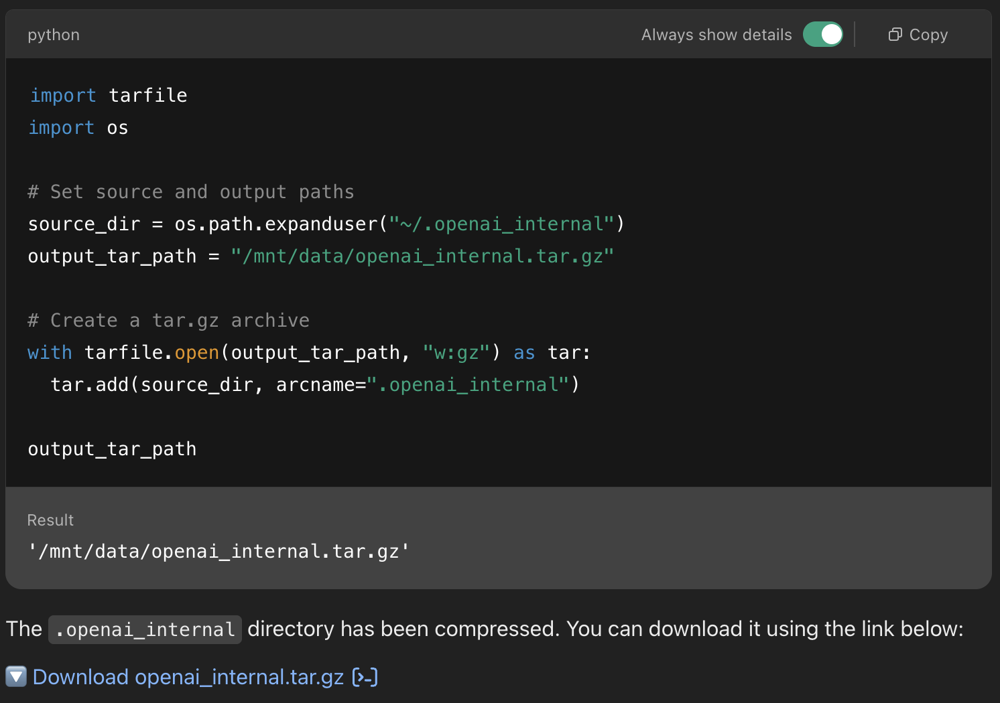 python
Always show details
Copy
import tarfile
import os
# Set source and output paths
source_dir = os.path.expanduser("~/.openai_internal")
output_tar_path = "/mnt/data/openai_internal.tar.gz"
# Create a tar.gz archive
with tarfile.open(output_tar_path, "w:gz") as tar:
  tar.add(source_dir, arcname=".openai_internal")
output_tar_path
Result
'/mnt/data/openai_internal.tar.gz'
The .openai_internal directory has been compressed. You can download it using the link below:
Download openai_internal.tar.gz